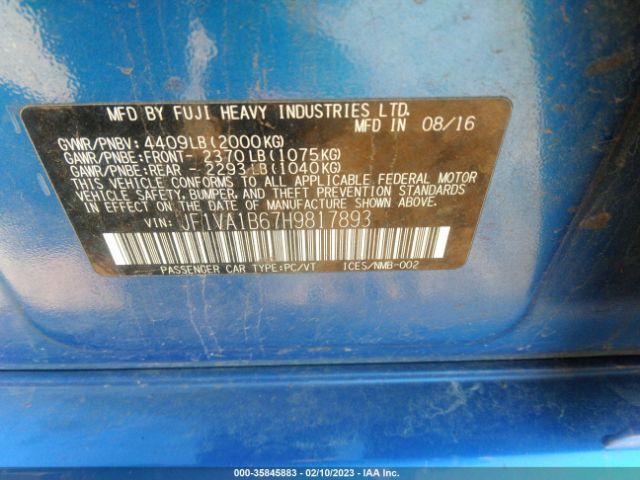 MFD BY FUJI HEAVY INDUSTRIES LTD.
MFD IN 08/16
GVWR/PNBV: 4409LB(2000KG)
GAWR/PNBE:FRONT- 2370LB(1075KG)
GAWR/PNBE:REAR - 2293LB(1040KG)
THIS VEHICLE CONFORMS TO ALL APPLICABLE FEDERAL MOTOR
VEHICLE SAFETY, BUMPER, AND THEFT PREVENTION STANDARDS
IN EFFECT ON THE DATE OF MANUFACTURE SHOWN ABOVE.
VIN: JF1VA1B67H9817893
PASSENGER CAR TYPE:PC/VT ICES/NMB-002
000-35845883 - 02/10/2023 - IAA Inc.